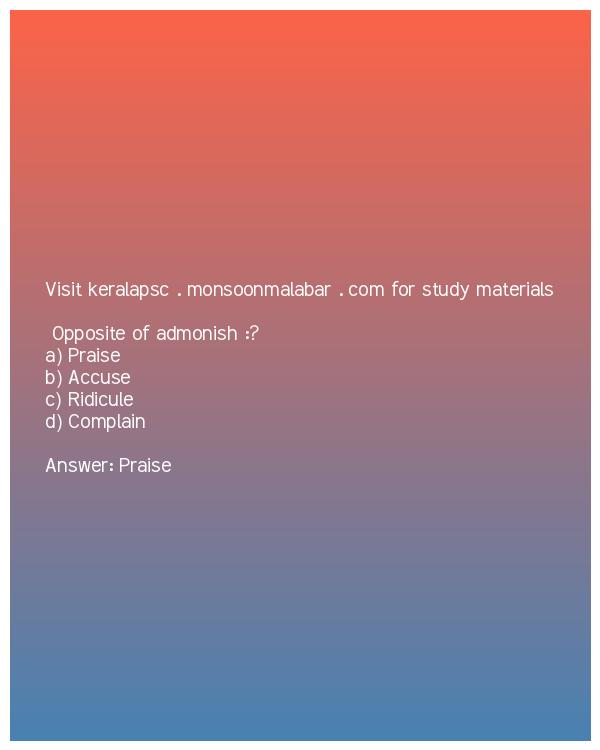 Visit keralapsc . monsoonmalabar . com for study materials
Opposite of admonish :?
a) Praise
b) Accuse
c) Ridicule
d) Complain
Answer: Praise